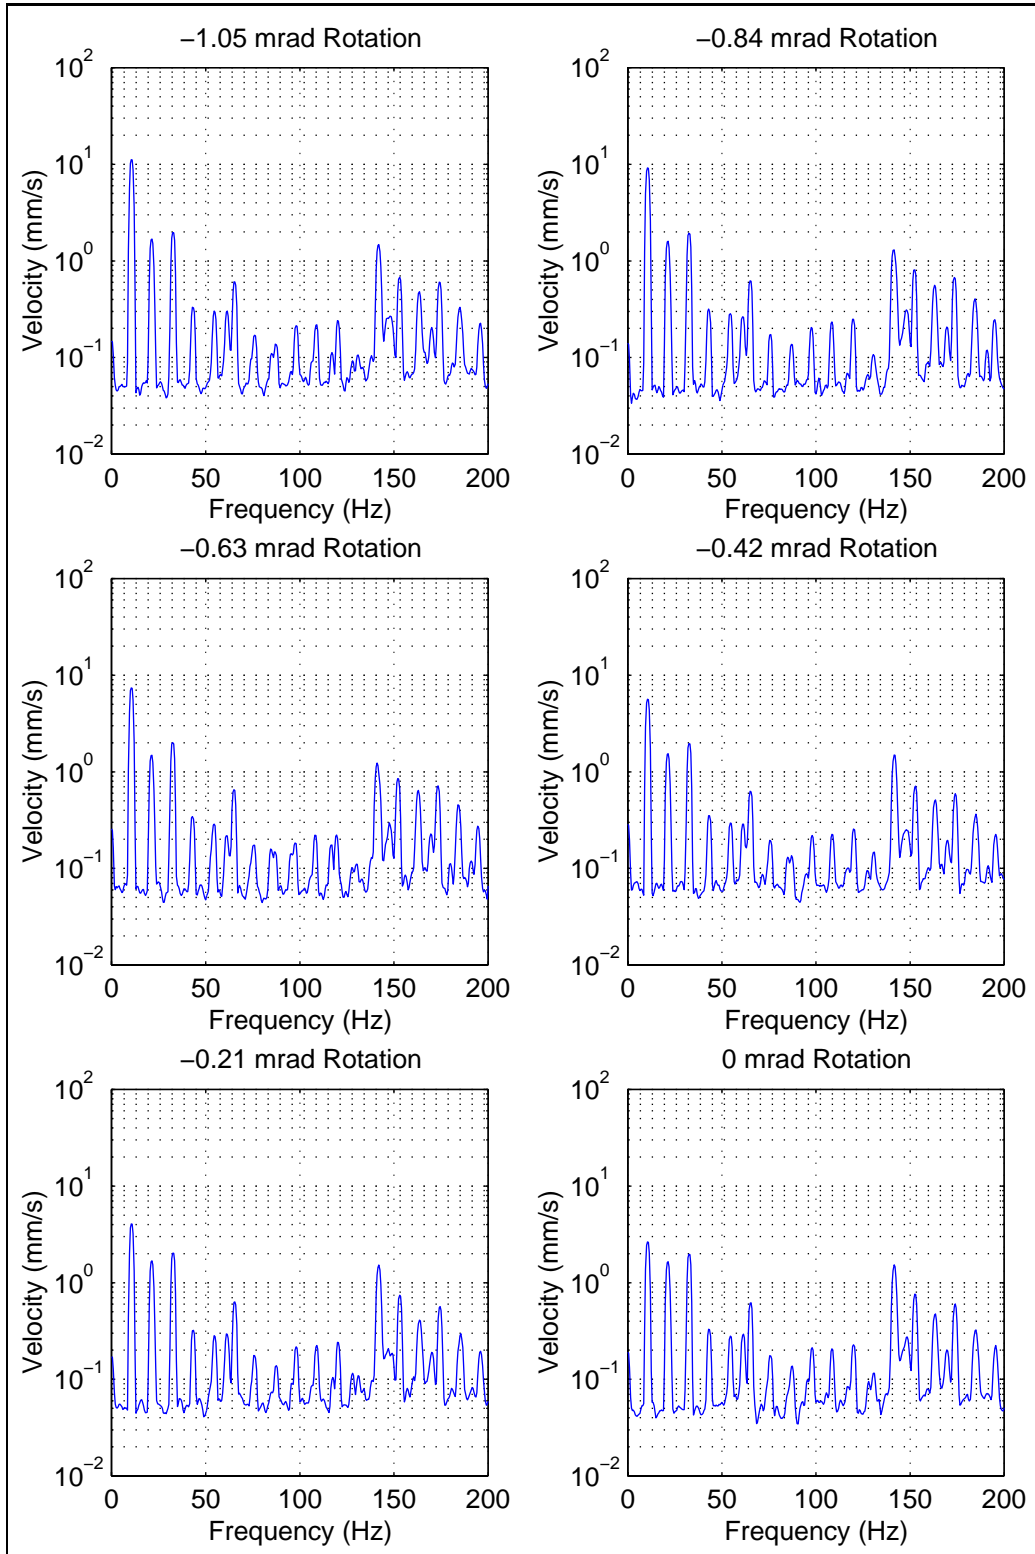 −1.05 mrad Rotation
10^2
10^1
10^0
10^−1
10^−2
Velocity (mm/s)
0 50 100 150 200
Frequency (Hz)
−0.84 mrad Rotation
10^2
10^1
10^0
10^−1
10^−2
Velocity (mm/s)
0 50 100 150 200
Frequency (Hz)
−0.63 mrad Rotation
10^2
10^1
10^0
10^−1
10^−2
Velocity (mm/s)
0 50 100 150 200
Frequency (Hz)
−0.42 mrad Rotation
10^2
10^1
10^0
10^−1
10^−2
Velocity (mm/s)
0 50 100 150 200
Frequency (Hz)
−0.21 mrad Rotation
10^2
10^1
10^0
10^−1
10^−2
Velocity (mm/s)
0 50 100 150 200
Frequency (Hz)
0 mrad Rotation
10^2
10^1
10^0
10^−1
10^−2
Velocity (mm/s)
0 50 100 150 200
Frequency (Hz)